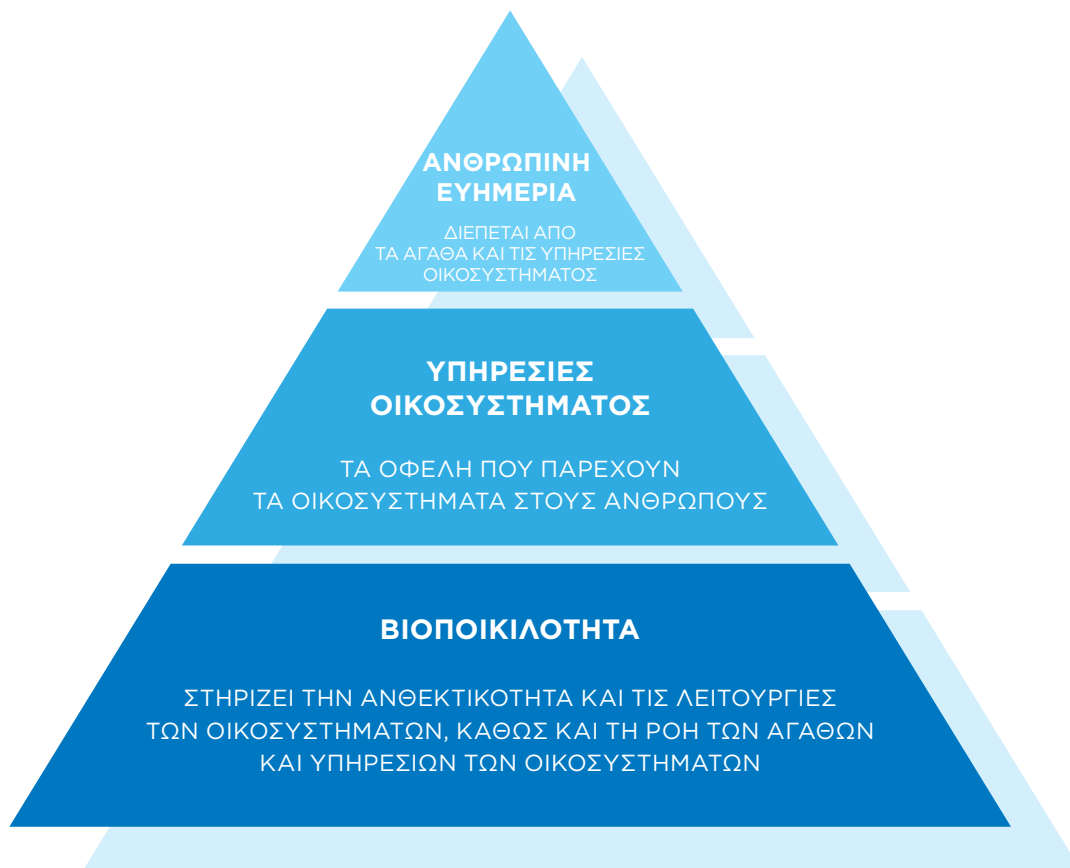 ΑΝΘΡΩΠΙΝΗ
ΕΥΗΜΕΡΙΑ
ΔΙΕΠΕΤΑΙ ΑΠΟ
ΤΑ ΑΓΑΘΑ ΚΑΙ ΤΙΣ ΥΠΗΡΕΣΙΕΣ
ΟΙΚΟΣΥΣΤΗΜΑΤΟΣ
ΥΠΗΡΕΣΙΕΣ
ΟΙΚΟΣΥΣΤΗΜΑΤΟΣ
ΤΑ ΟΦΕΛΗ ΠΟΥ ΠΑΡΕΧΟΥΝ
ΤΑ ΟΙΚΟΣΥΣΤΗΜΑΤΑ ΣΤΟΥΣ ΑΝΘΡΩΠΟΥΣ
ΒΙΟΠΟΙΚΙΛΟΤΗΤΑ
ΣΤΗΡΙΖΕΙ ΤΗΝ ΑΝΘΕΚΤΙΚΟΤΗΤΑ ΚΑΙ ΤΙΣ ΛΕΙΤΟΥΡΓΙΕΣ
ΤΩΝ ΟΙΚΟΣΥΣΤΗΜΑΤΩΝ, ΚΑΘΩΣ ΚΑΙ ΤΗ ΡΟΗ ΤΩΝ ΑΓΑΘΩΝ
ΚΑΙ ΥΠΗΡΕΣΙΩΝ ΤΩΝ ΟΙΚΟΣΥΣΤΗΜΑΤΩΝ